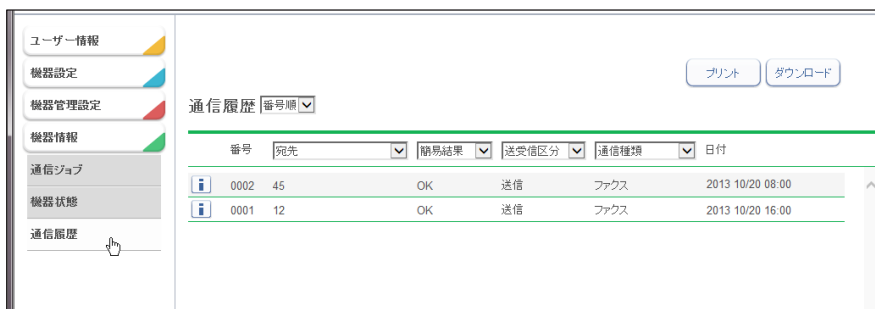 ユーザー情報
機器設定
機器管理設定
機器情報
通信ジョブ
機器状態
通信履歴
プリント ダウンロード
通信履歴 番号順
番号 宛先 簡易結果 送受信区分 通信種類 日付
i 0002 45 OK 送信 ファクス 2013 10/20 08:00
i 0001 12 OK 送信 ファクス 2013 10/20 16:00